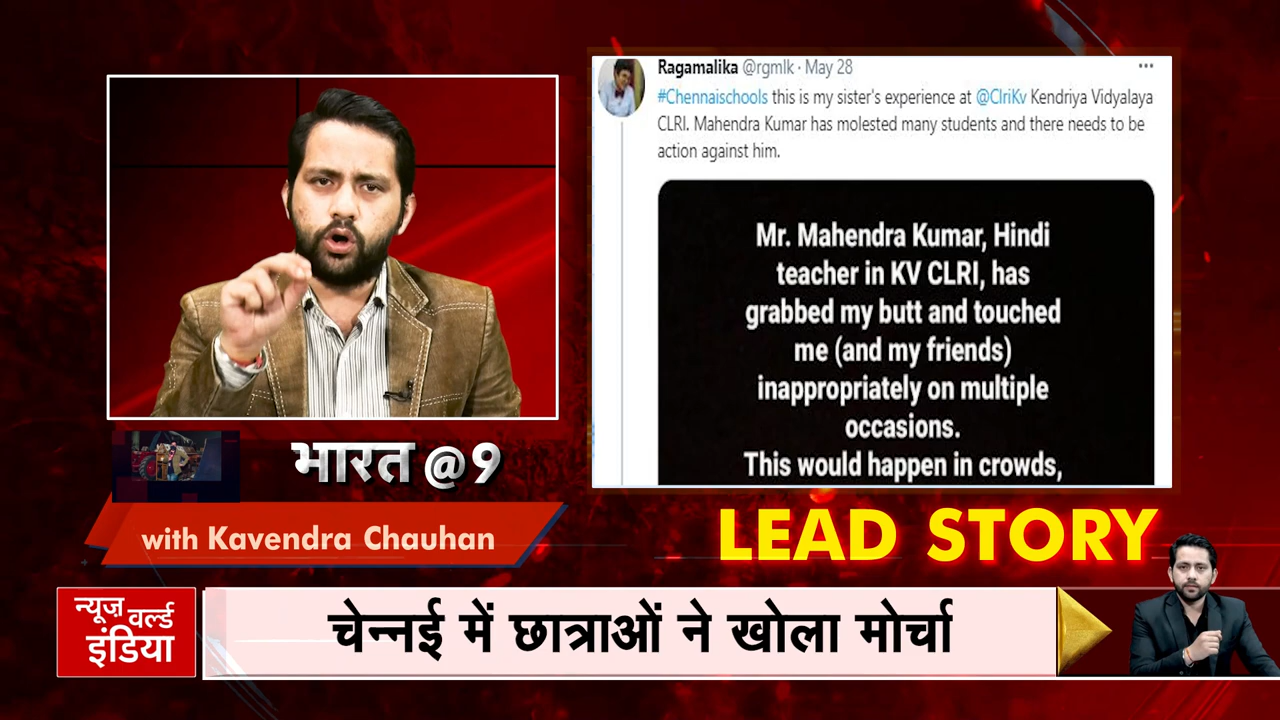 Ragamalika @rgmlk · May 28
#Chennaischools this is my sister's experience at @ClriKv Kendriya Vidyalaya
CLRI. Mahendra Kumar has molested many students and there needs to be
action against him.
Mr. Mahendra Kumar, Hindi
teacher in KV CLRI, has
grabbed my butt and touched
me (and my friends)
inappropriately on multiple
occasions.
This would happen in crowds,
भारत @9
with Kavendra Chauhan
LEAD STORY
न्यूज़ वर्ल्ड
इंडिया
चेन्नई में छात्राओं ने खोला मोर्चा